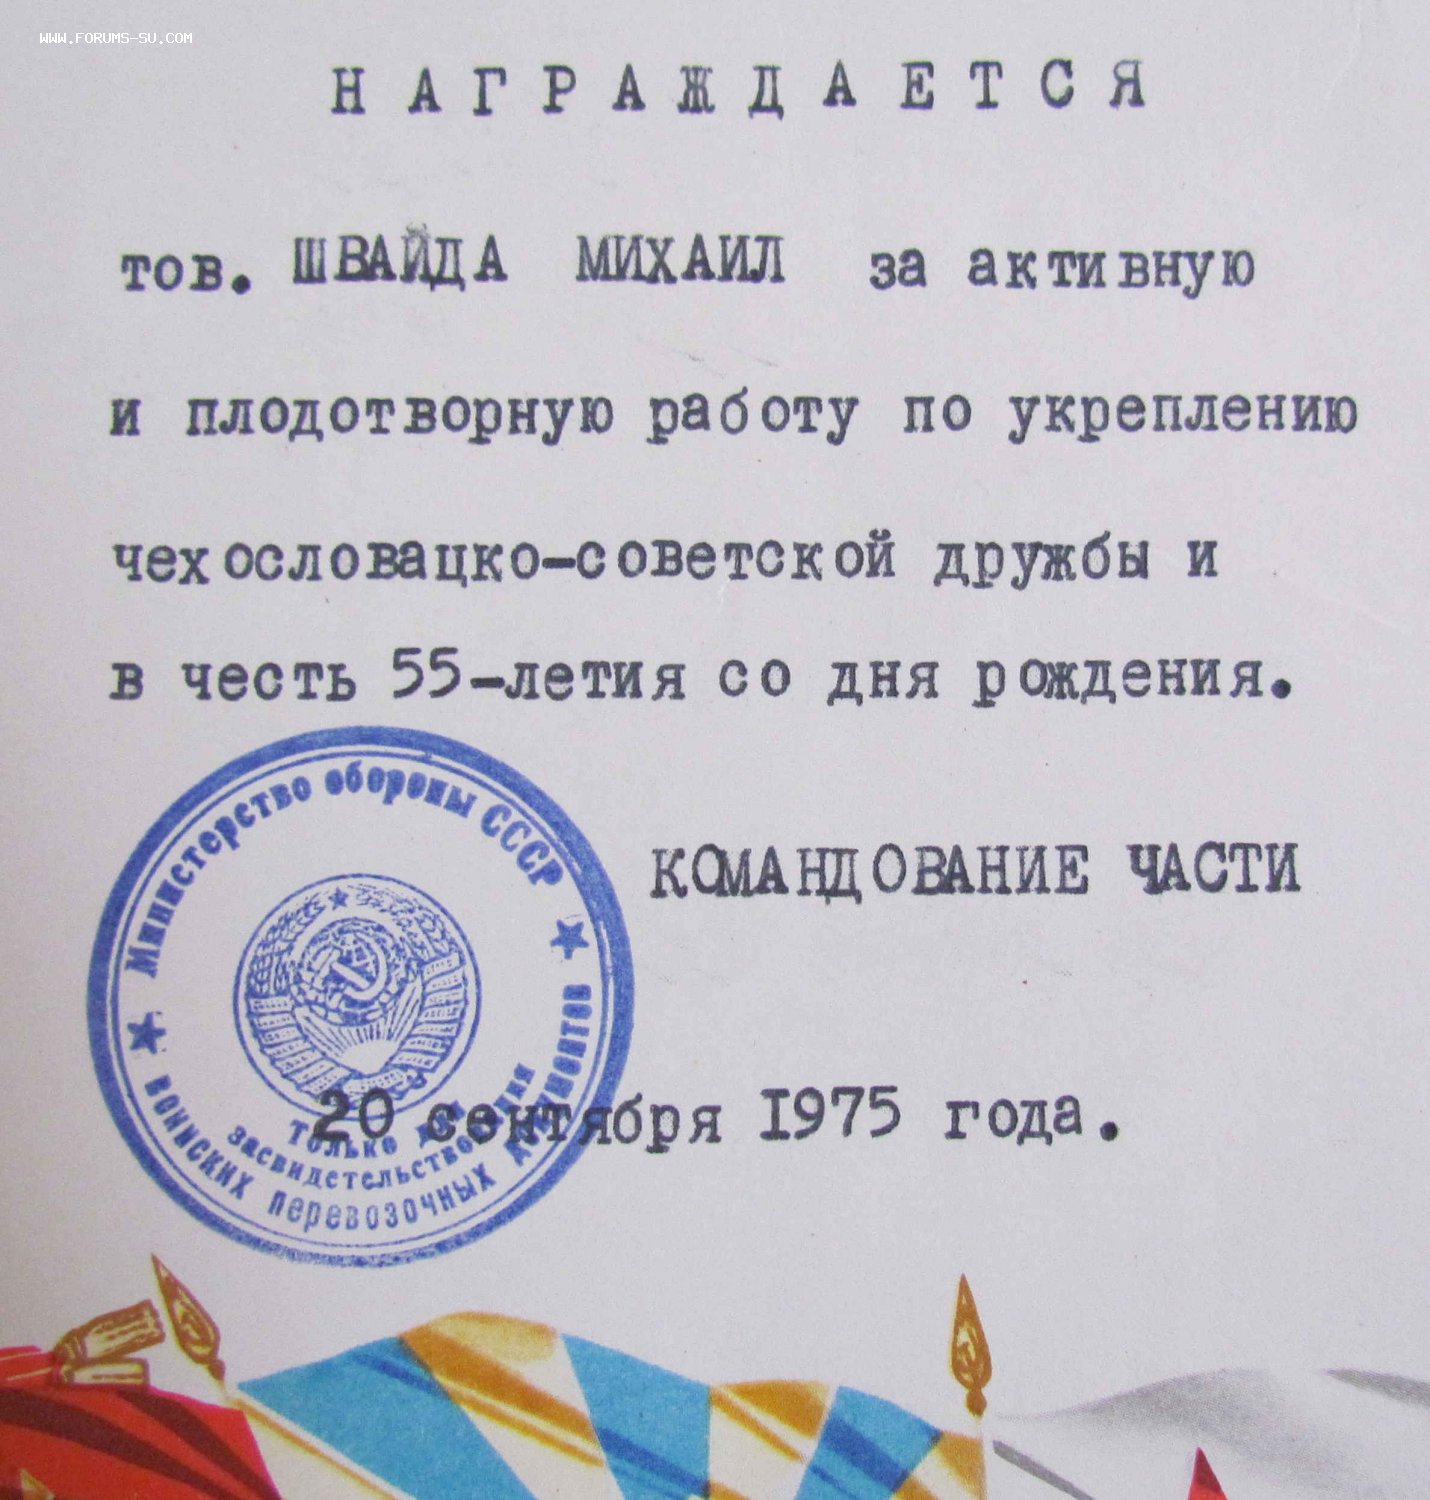 WWW.FORUMS-SU.COM
НАГРАЖДАЕТСЯ
тов. ШВАЙДА МИХАИЛ за активную
и плодотворную работу по укреплению
чехословацко-советской дружбы и
в честь 55-летия со дня рождения.
Министерство обороны СССР
КОМАНДОВАНИЕ ЧАСТИ
20 сентября 1975 года.
Только для
засвидетельствования
воинских перевозочных документов